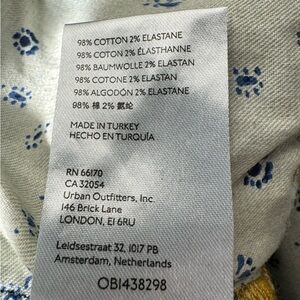 98% COTTON 2% ELASTANE
98% COTON 2% ÉLASTHANNE
98% BAUMWOLLE 2% ELASTAN
98% COTONE 2% ELASTAN
98% ALGODÓN 2% ELASTANE
98% 棉 2% 氨纶
MADE IN TURKEY
HECHO EN TURQUÍA
RN 66170
CA 32054
Urban Outfitters, Inc.
146 Brick Lane
LONDON, E1 6RU
Leidsestraat 32, 1017 PB
Amsterdam, Netherlands
OB1438298